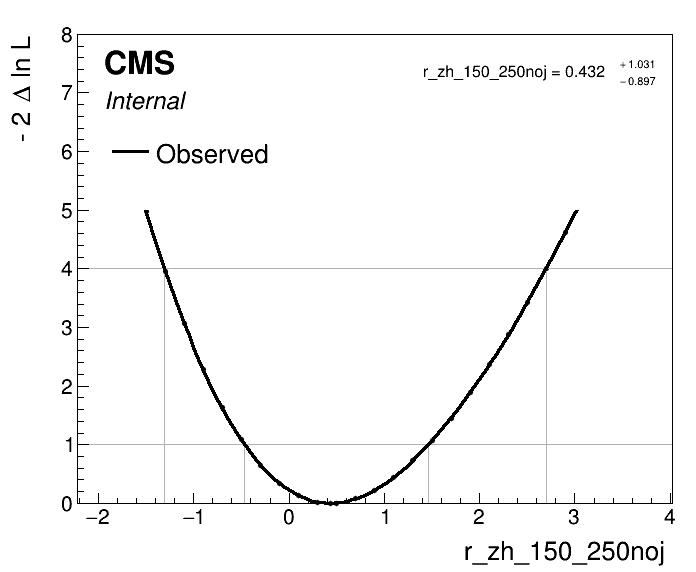 - 2 Δ ln L
8
CMS
r_zh_150_250noj = 0.432 +1.031 −0.897
Internal
7
6
Observed
5
4
3
2
1
0
−2 −1 0 1 2 3 4
r_zh_150_250noj